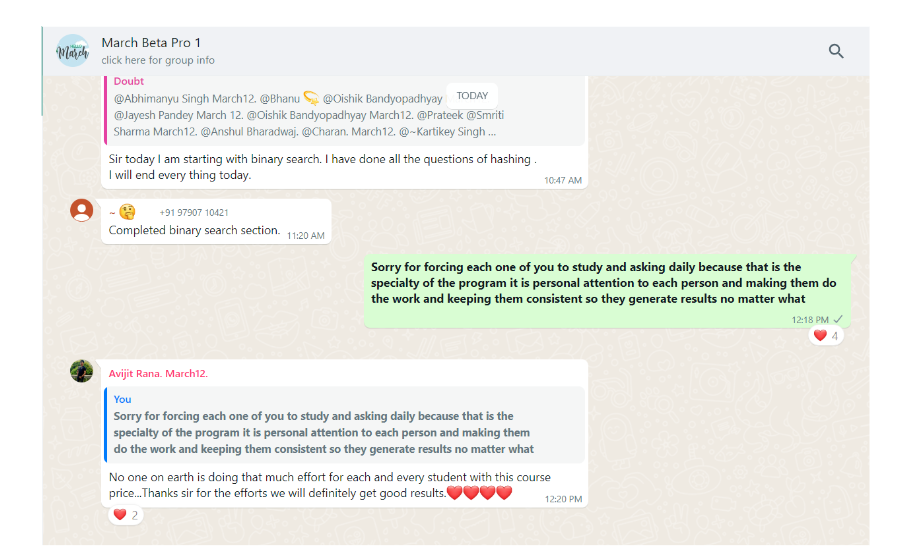 March Beta Pro 1
click here for group info
March
Doubt
TODAY
@Abhimanyu Singh March12. @Bhanu 💫 @Oishik Bandyopadhyay
@Jayesh Pandey March 12. @Oishik Bandyopadhyay March12. @Prateek @Smriti
Sharma March12. @Anshul Bharadwaj. @Charan. March12. @~Kartikey Singh ...
Sir today I am starting with binary search. I have done all the questions of hashing .
I will end every thing today.
10:47 AM
~ 🤔 +91 97907 10421
Completed binary search section. 11:20 AM
Sorry for forcing each one of you to study and asking daily because that is the
specialty of the program it is personal attention to each person and making them do
the work and keeping them consistent so they generate results no matter what
12:18 PM
❤️ 4
Avijit Rana. March12.
You
Sorry for forcing each one of you to study and asking daily because that is the
specialty of the program it is personal attention to each person and making them
do the work and keeping them consistent so they generate results no matter what
No one on earth is doing that much effort for each and every student with this course
price...Thanks sir for the efforts we will definitely get good results.❤️❤️❤️❤️
12:20 PM
❤️ 2